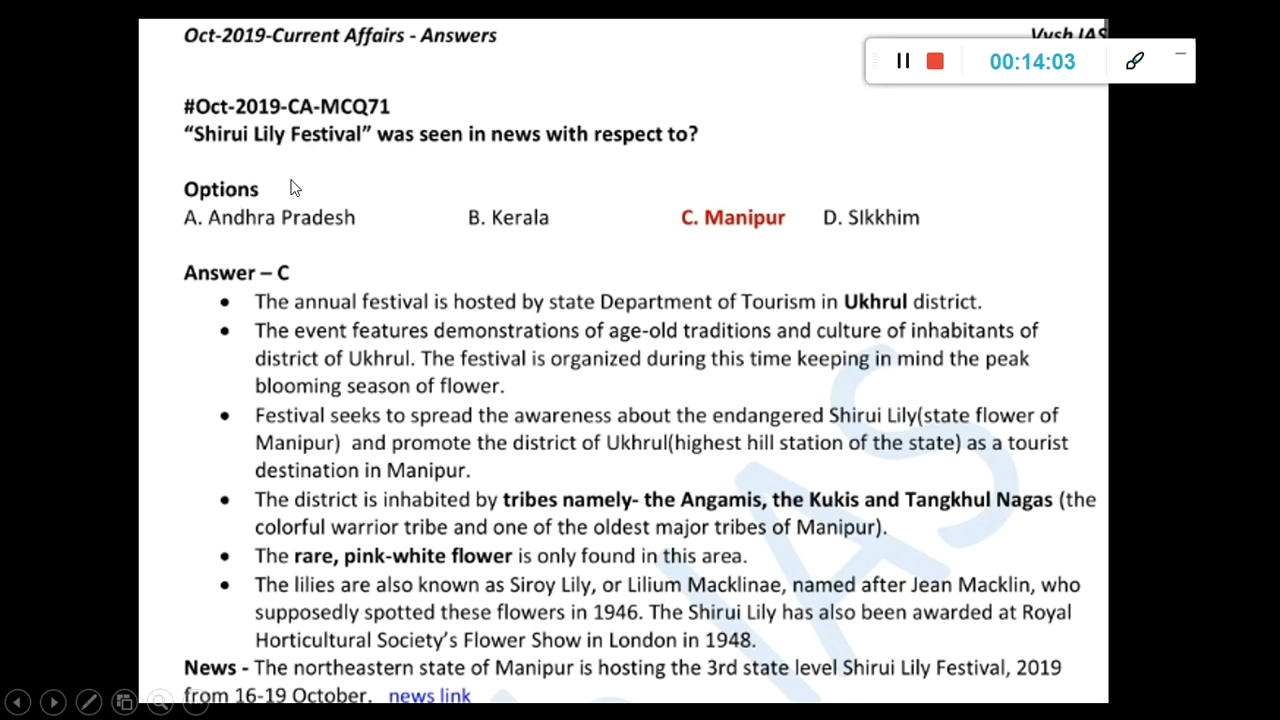 Oct-2019-Current Affairs - Answers
Vysh IAS
00:14:03
#Oct-2019-CA-MCQ71
“Shirui Lily Festival” was seen in news with respect to?
Options
A. Andhra Pradesh B. Kerala C. Manipur D. SIkkhim
Answer – C
• The annual festival is hosted by state Department of Tourism in Ukhrul district.
• The event features demonstrations of age-old traditions and culture of inhabitants of
district of Ukhrul. The festival is organized during this time keeping in mind the peak
blooming season of flower.
• Festival seeks to spread the awareness about the endangered Shirui Lily(state flower of
Manipur) and promote the district of Ukhrul(highest hill station of the state) as a tourist
destination in Manipur.
• The district is inhabited by tribes namely- the Angamis, the Kukis and Tangkhul Nagas (the
colorful warrior tribe and one of the oldest major tribes of Manipur).
• The rare, pink-white flower is only found in this area.
• The lilies are also known as Siroy Lily, or Lilium Macklinae, named after Jean Macklin, who
supposedly spotted these flowers in 1946. The Shirui Lily has also been awarded at Royal
Horticultural Society’s Flower Show in London in 1948.
News - The northeastern state of Manipur is hosting the 3rd state level Shirui Lily Festival, 2019
from 16-19 October. news link
IAS